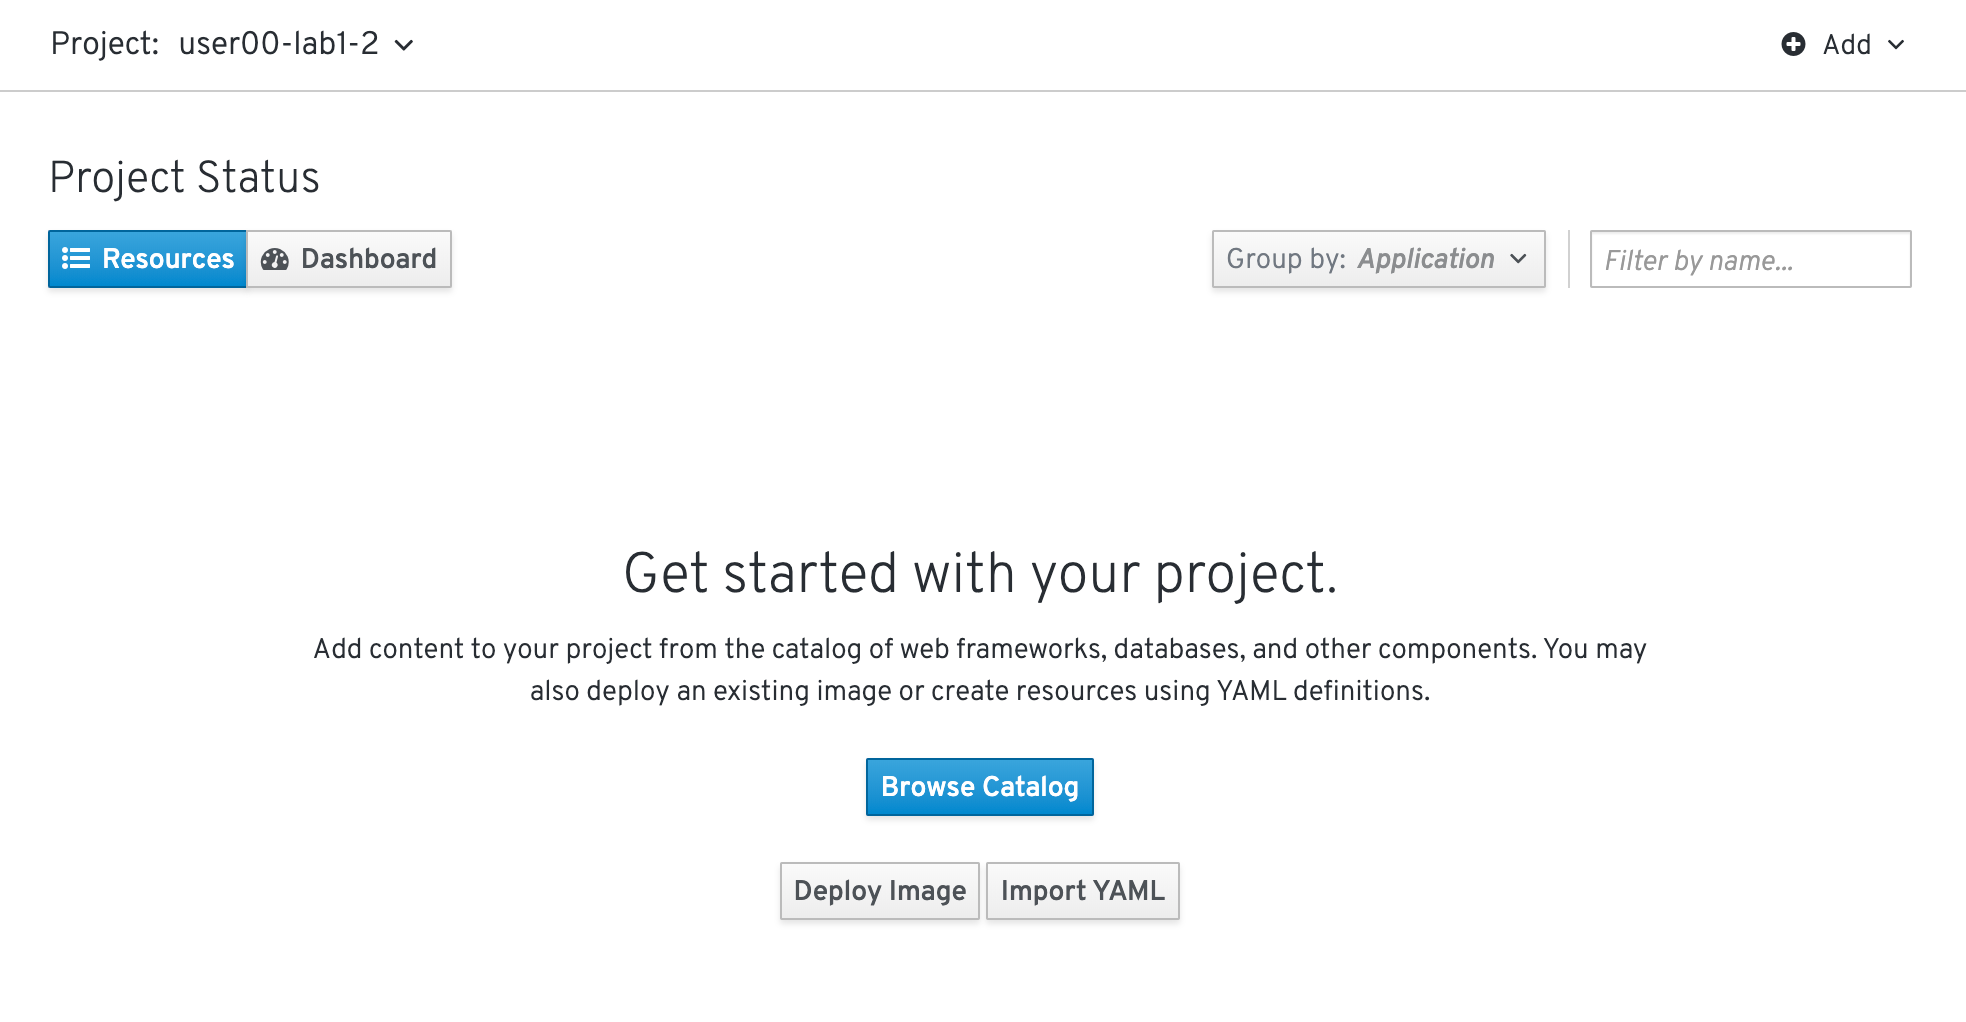 Project: user00-lab1-2
Add
Project Status
Resources
Dashboard
Group by: Application
Filter by name...
Get started with your project.
Add content to your project from the catalog of web frameworks, databases, and other components. You may
also deploy an existing image or create resources using YAML definitions.
Browse Catalog
Deploy Image
Import YAML